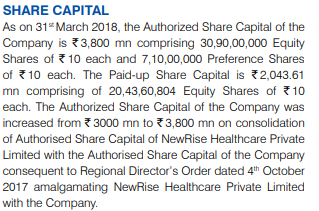 SHARE CAPITAL
As on 31st March 2018, the Authorized Share Capital of the
Company is ₹3,800 mn comprising 30,90,00,000 Equity
Shares of ₹10 each and 7,10,00,000 Preference Shares
of ₹10 each. The Paid-up Share Capital is ₹2,043.61
mn comprising of 20,43,60,804 Equity Shares of ₹10
each. The Authorized Share Capital of the Company was
increased from ₹3000 mn to ₹3,800 mn on consolidation
of Authorised Share Capital of NewRise Healthcare Private
Limited with the Authorised Share Capital of the Company
consequent to Regional Director's Order dated 4th October
2017 amalgamating NewRise Healthcare Private Limited
with the Company.